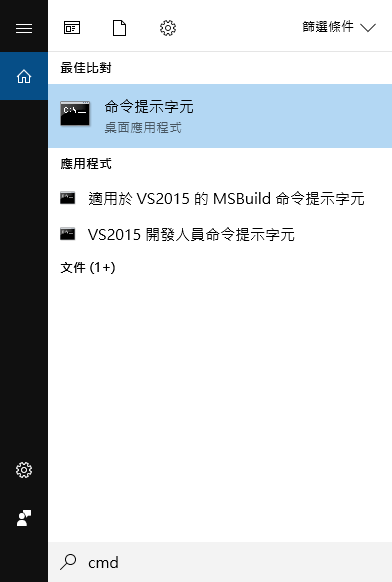 篩選條件
最佳比對
命令提示字元
桌面應用程式
應用程式
適用於 VS2015 的 MSBuild 命令提示字元
VS2015 開發人員命令提示字元
文件 (1+)
cmd